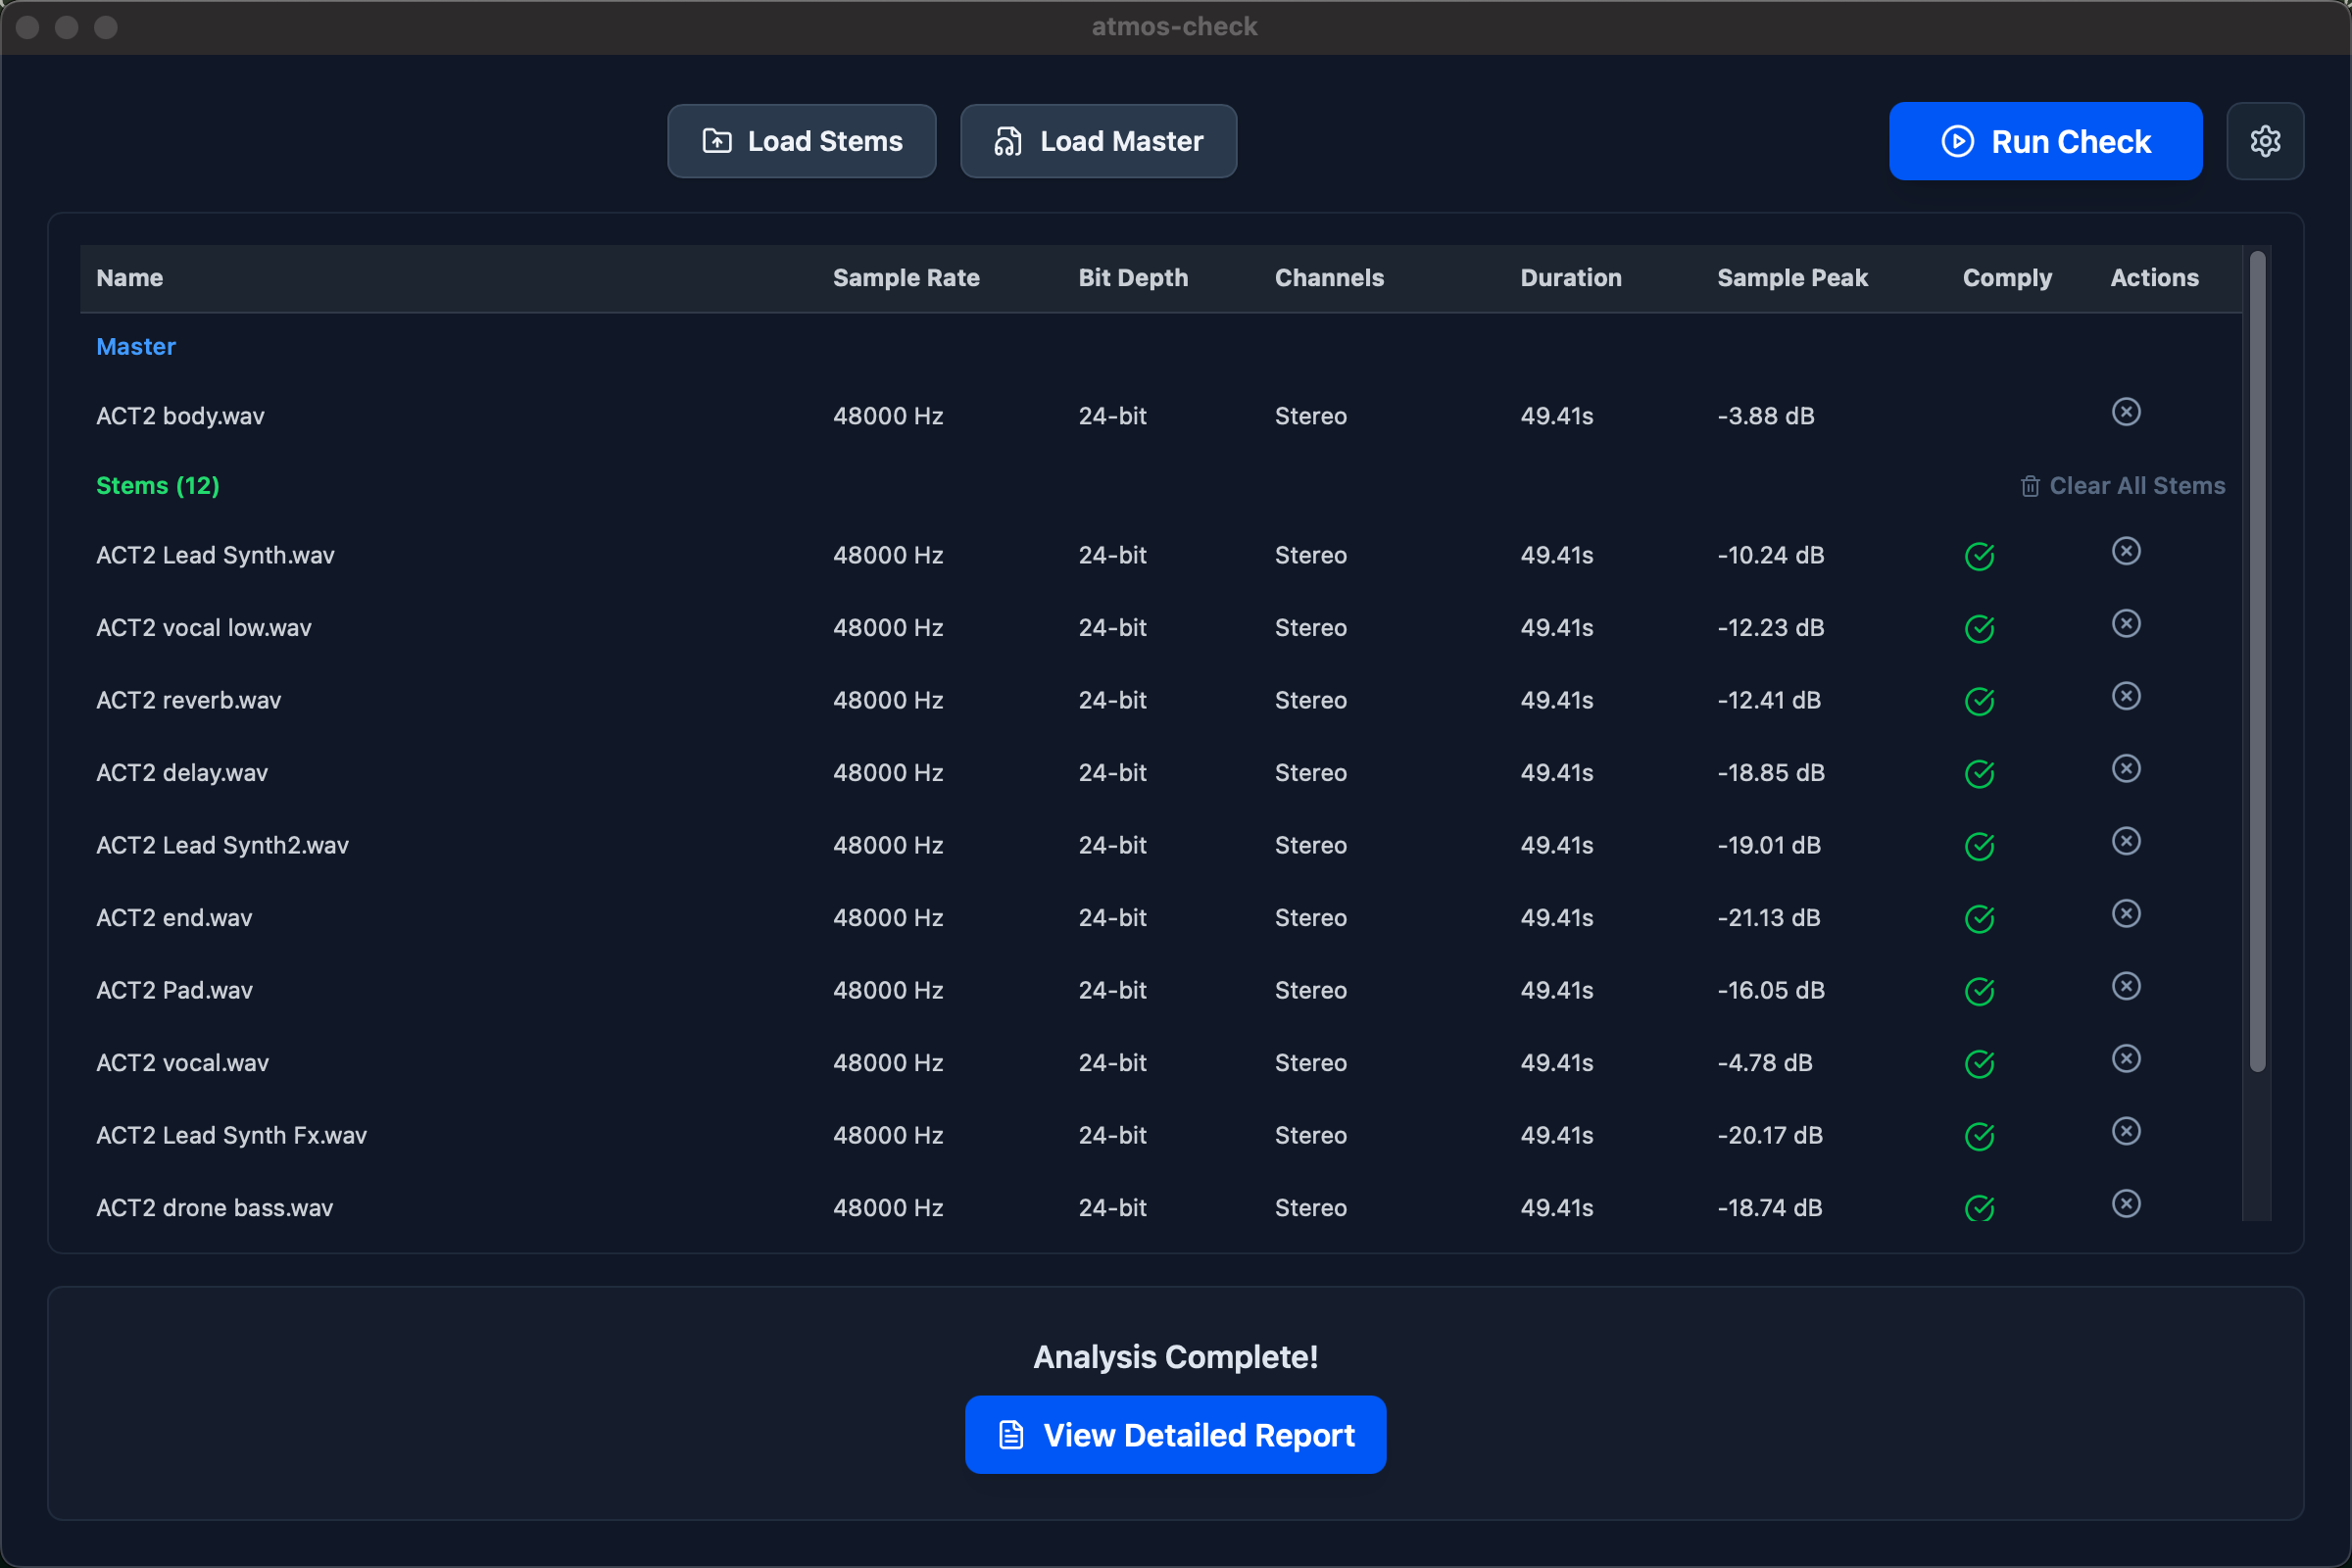 atmos-check
Load Stems Load Master Run Check
Name Sample Rate Bit Depth Channels Duration Sample Peak Comply Actions
Master
ACT2 body.wav 48000 Hz 24-bit Stereo 49.41s -3.88 dB
Stems (12) Clear All Stems
ACT2 Lead Synth.wav 48000 Hz 24-bit Stereo 49.41s -10.24 dB
ACT2 vocal low.wav 48000 Hz 24-bit Stereo 49.41s -12.23 dB
ACT2 reverb.wav 48000 Hz 24-bit Stereo 49.41s -12.41 dB
ACT2 delay.wav 48000 Hz 24-bit Stereo 49.41s -18.85 dB
ACT2 Lead Synth2.wav 48000 Hz 24-bit Stereo 49.41s -19.01 dB
ACT2 end.wav 48000 Hz 24-bit Stereo 49.41s -21.13 dB
ACT2 Pad.wav 48000 Hz 24-bit Stereo 49.41s -16.05 dB
ACT2 vocal.wav 48000 Hz 24-bit Stereo 49.41s -4.78 dB
ACT2 Lead Synth Fx.wav 48000 Hz 24-bit Stereo 49.41s -20.17 dB
ACT2 drone bass.wav 48000 Hz 24-bit Stereo 49.41s -18.74 dB
Analysis Complete!
View Detailed Report